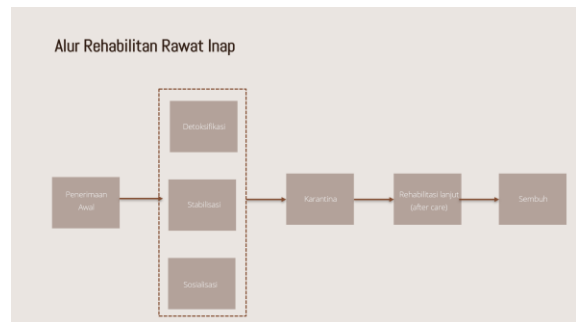 Alur Rehabilitan Rawat Inap
Detoksifikasi
Penerimaan
Awal
Stabilisasi
Sosialisasi
Karantina
Rehabilitasi lanjut
(after care)
Sembuh